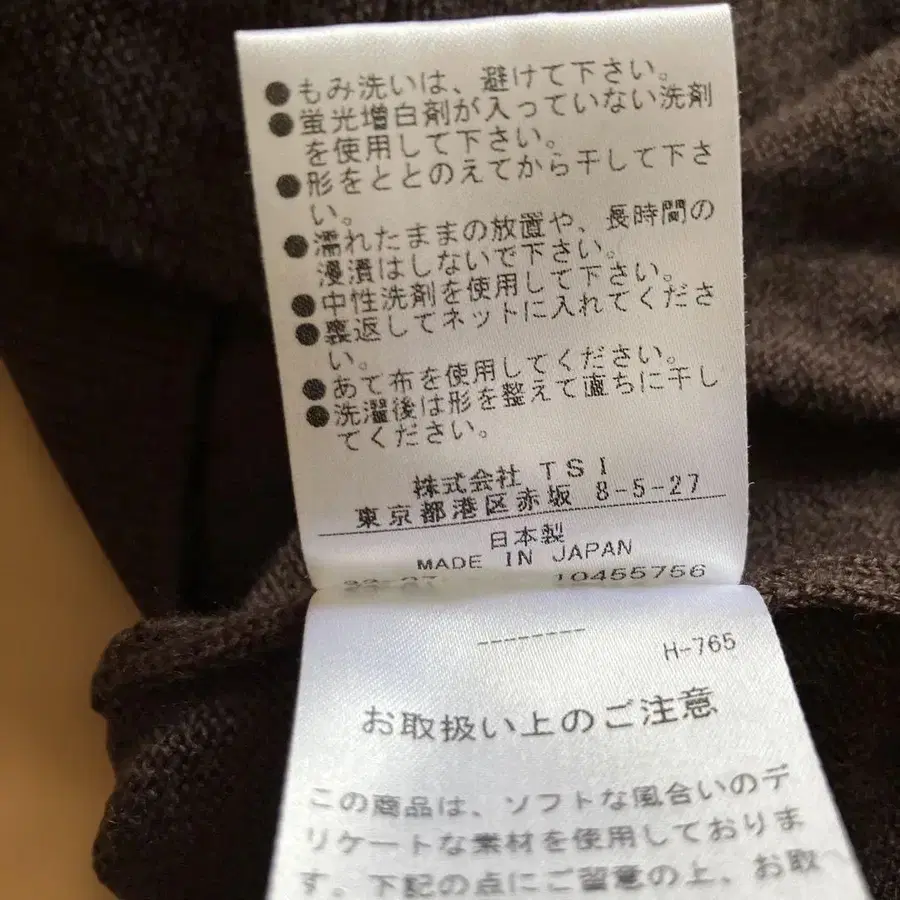 ●もみ洗いは、避けて下さい。
●蛍光増白剤が入っていない洗剤
を使用して下さい。
●形をととのえてから干して下さ
い。
●濡れたままの放置や、長時間の
浸漬はしないで下さい。
●中性洗剤を使用して下さい。
●裏返してネットに入れてくださ
い。
●あて布を使用してください。
●洗濯後は形を整えて直ちに干し
てください。
株式会社 TSI
東京都港区赤坂 8-5-27
日本製
MADE IN JAPAN
10455756
--------
H-765
お取扱い上のご注意
この商品は、ソフトな風合いのデ
リケートな素材を使用しておりま
す。下記の点にご留意の上、お取